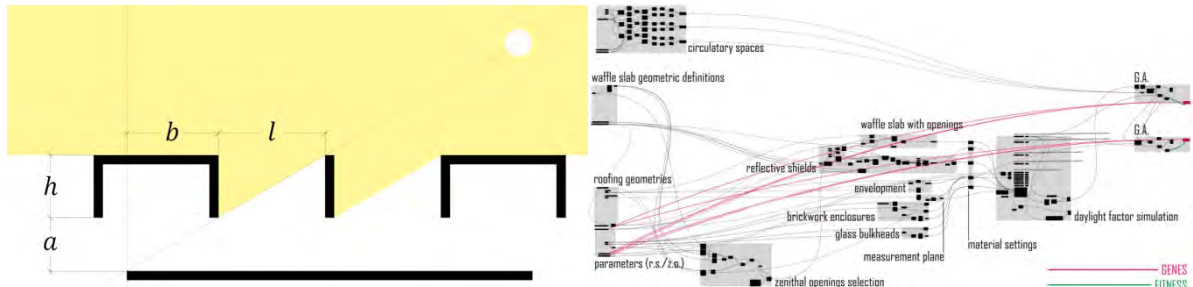 b
l
h
a
circulatory spaces
waffle slab geometric definitions
G.A.
waffle slab with openings
G.A.
reflective shields
roofing geometries
envelopment
brickwork enclosures
daylight factor simulation
glass bulkheads
material settings
measurement plane
parameters (r.s./z.o.)
GENES
zenithal openings selection
FITNESS